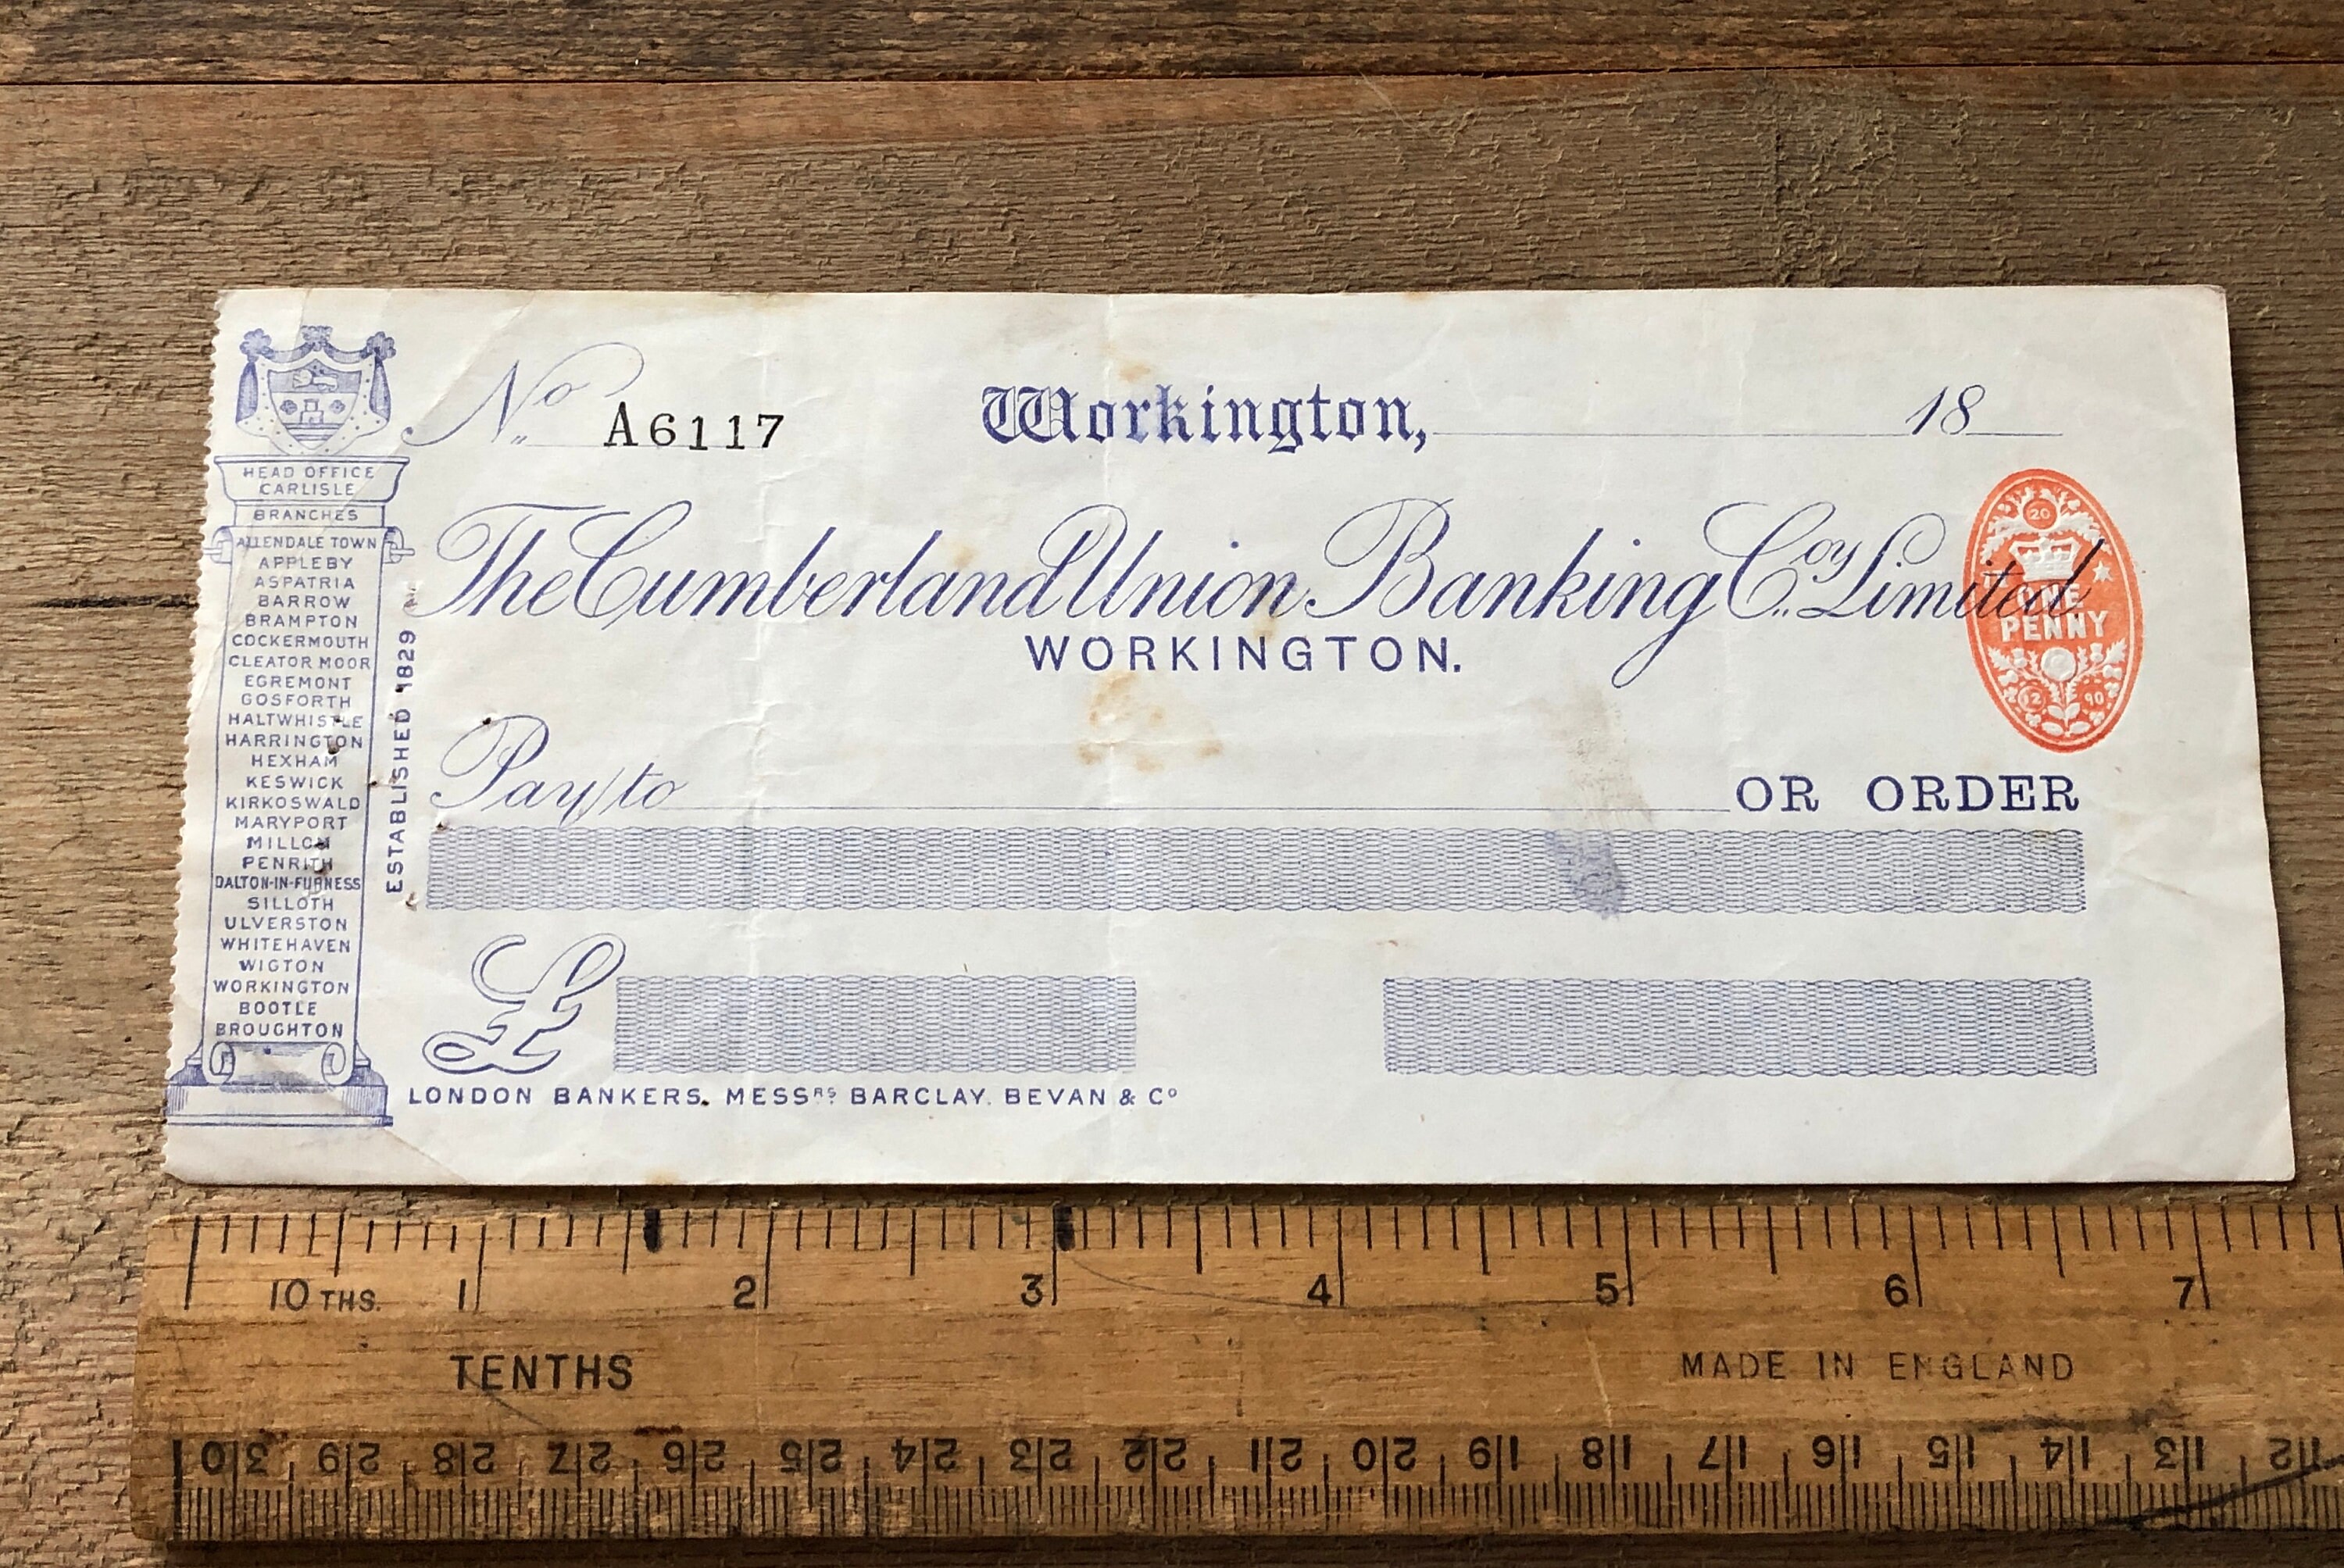 No A6117
Workington, 18
HEAD OFFICE
CARLISLE
BRANCHES
ALLENDALE TOWN
APPLEBY
ASPATRIA
BARROW
BRAMPTON
COCKERMOUTH
CLEATOR MOOR
EGREMONT
GOSFORTH
HALTWHISTLE
HARRINGTON
HEXHAM
KESWICK
KIRKOSWALD
MARYPORT
MILLOM
PENRITH
DALTON-IN-FURNESS
SILLOTH
ULVERSTON
WHITEHAVEN
WIGTON
WORKINGTON
BOOTLE
BROUGHTON
ESTABLISHED 1829
The Cumberland Union Banking Coy. Limited
WORKINGTON.
20
ONE
PENNY
12 90
Pay to OR ORDER
£
LONDON BANKERS. MESSRS BARCLAY. BEVAN & Co
10 THS. 1 2 3 4 5 6 7
TENTHS
MADE IN ENGLAND
30 29 28 27 26 25 24 23 22 21 20 19 18 17 16 15 14 13 12